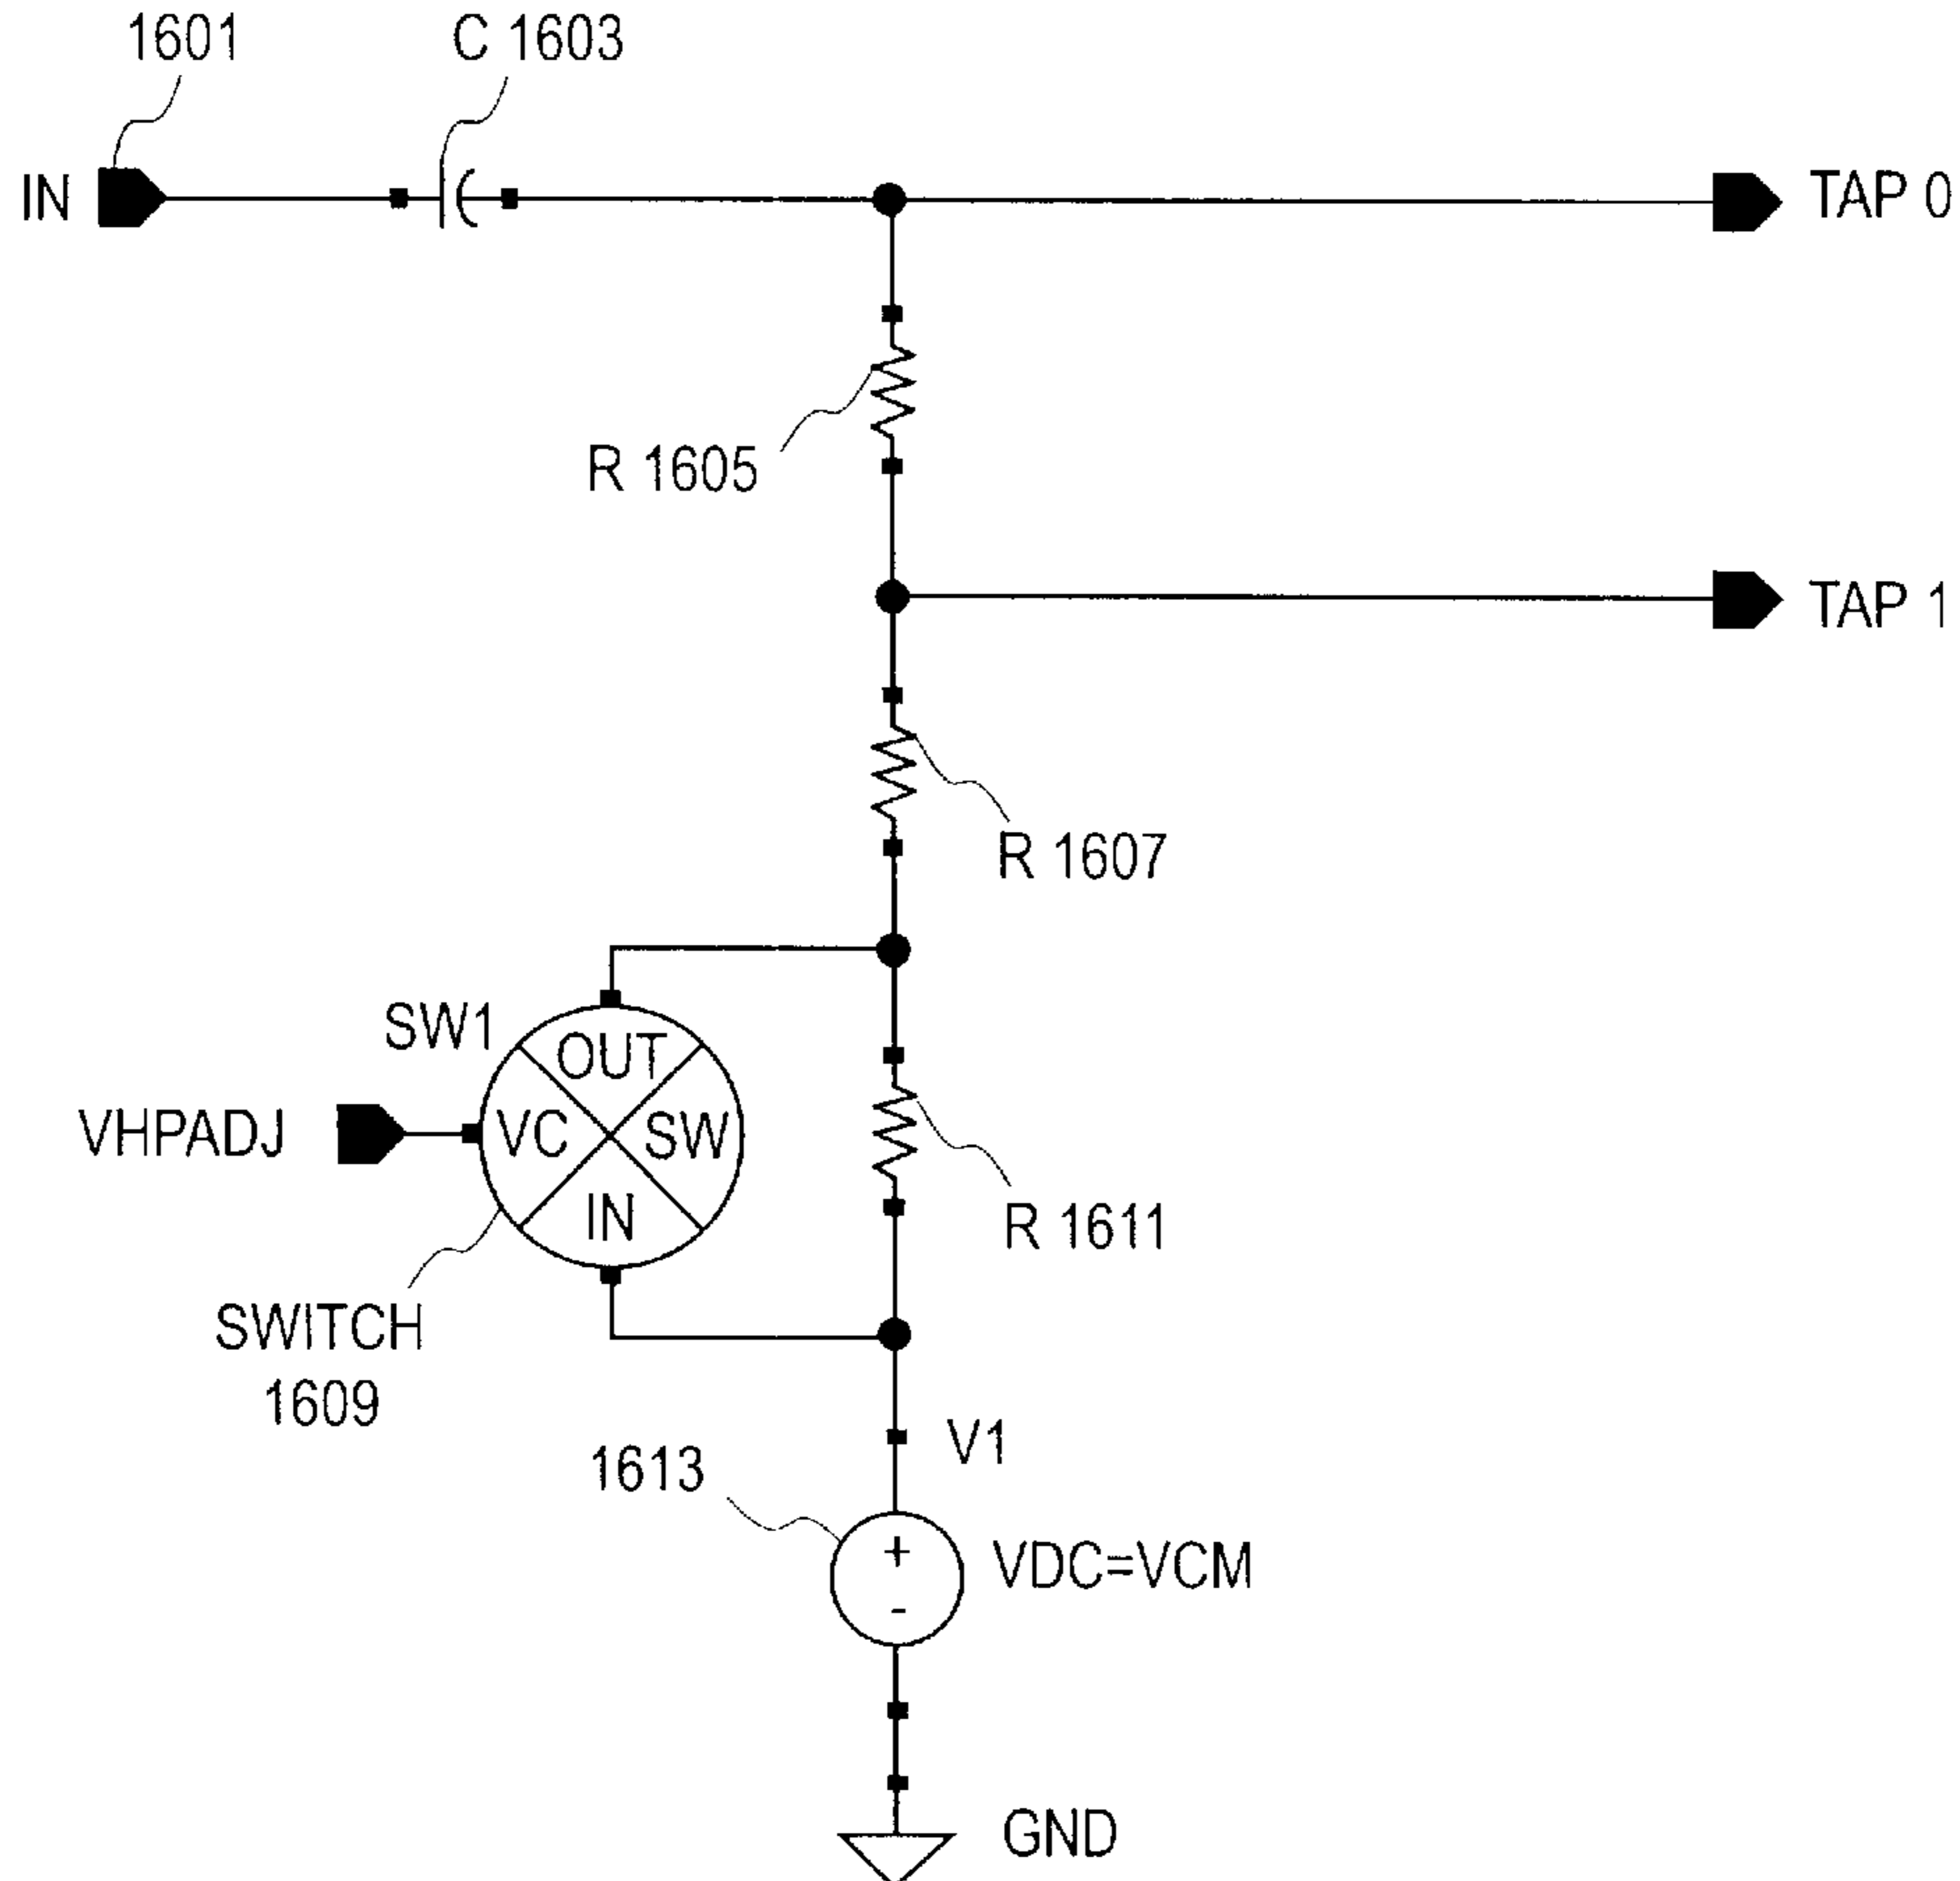 1601
C 1603
IN
TAP 0
R 1605
TAP 1
R 1607
SW1
OUT
VHPADJ
VC
SW
IN
R 1611
SWITCH
1609
V1
1613
+
VDC=VCM
-
GND